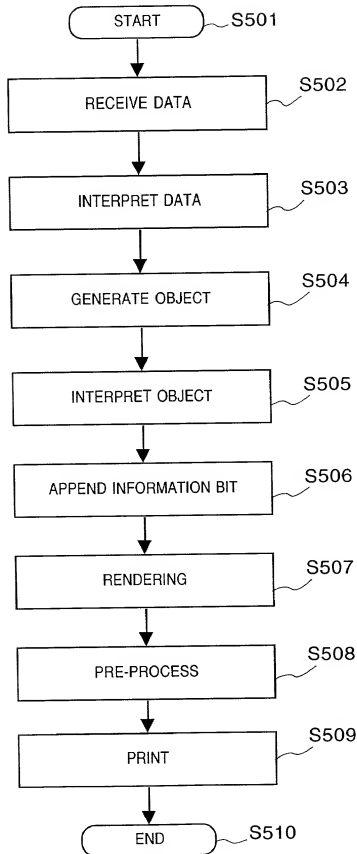 START S501
RECEIVE DATA S502
INTERPRET DATA S503
GENERATE OBJECT S504
INTERPRET OBJECT S505
APPEND INFORMATION BIT S506
RENDERING S507
PRE-PROCESS S508
PRINT S509
END S510